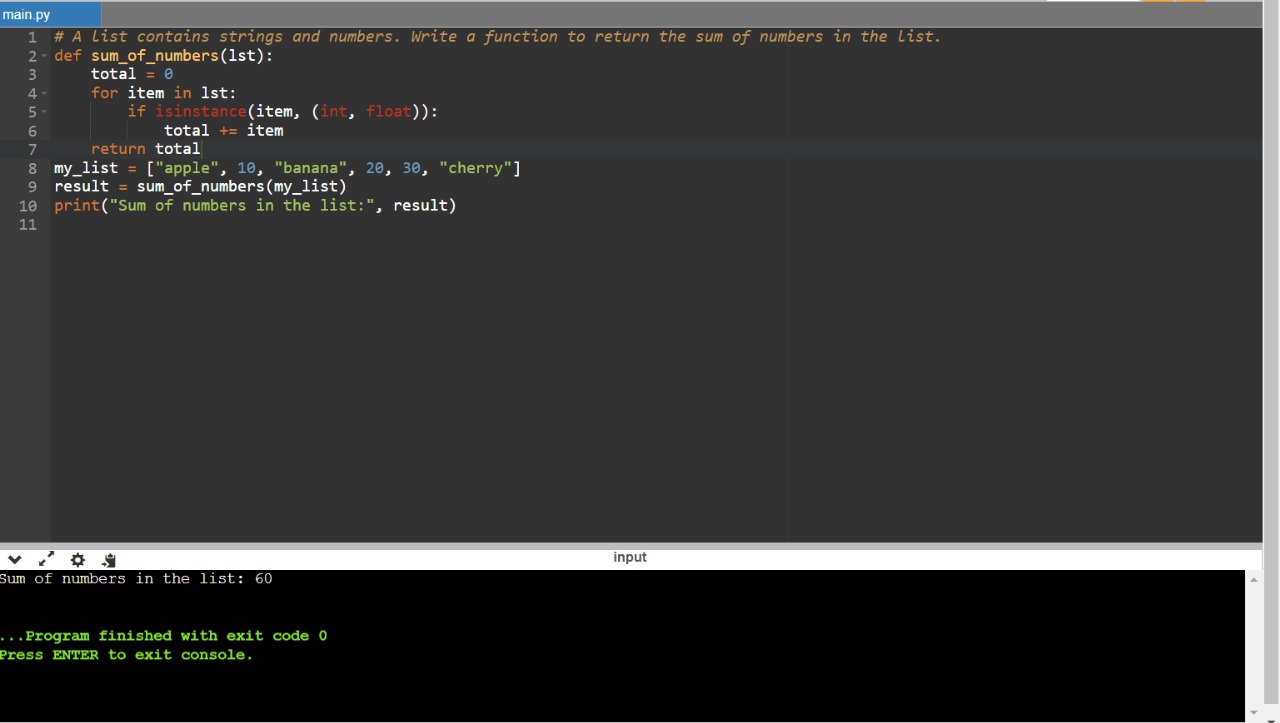 main.py
1 # A list contains strings and numbers. Write a function to return the sum of numbers in the list.
2 def sum_of_numbers(lst):
3     total = 0
4     for item in lst:
5         if isinstance(item, (int, float)):
6             total += item
7     return total
8 my_list = ["apple", 10, "banana", 20, 30, "cherry"]
9 result = sum_of_numbers(my_list)
10 print("Sum of numbers in the list:", result)
11
input
Sum of numbers in the list: 60
...Program finished with exit code 0
Press ENTER to exit console.